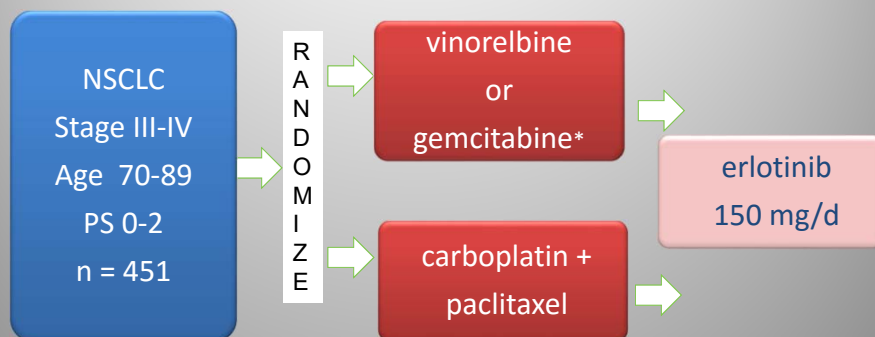 NSCLC
Stage III-IV
Age 70-89
PS 0-2
n = 451
R
A
N
D
O
M
I
Z
E
vinorelbine
or
gemcitabine*
carboplatin +
paclitaxel
erlotinib
150 mg/d